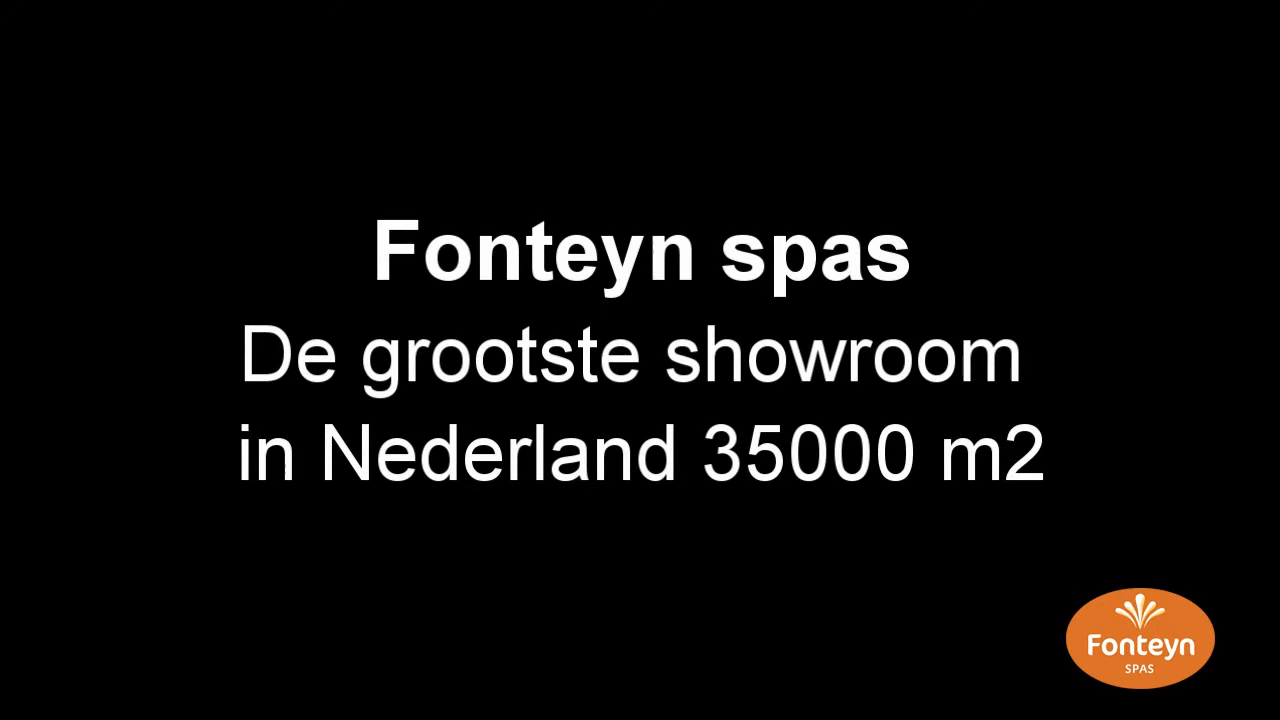 Fonteyn spas
De grootste showroom
in Nederland 35000 m2
Fonteyn
SPAS